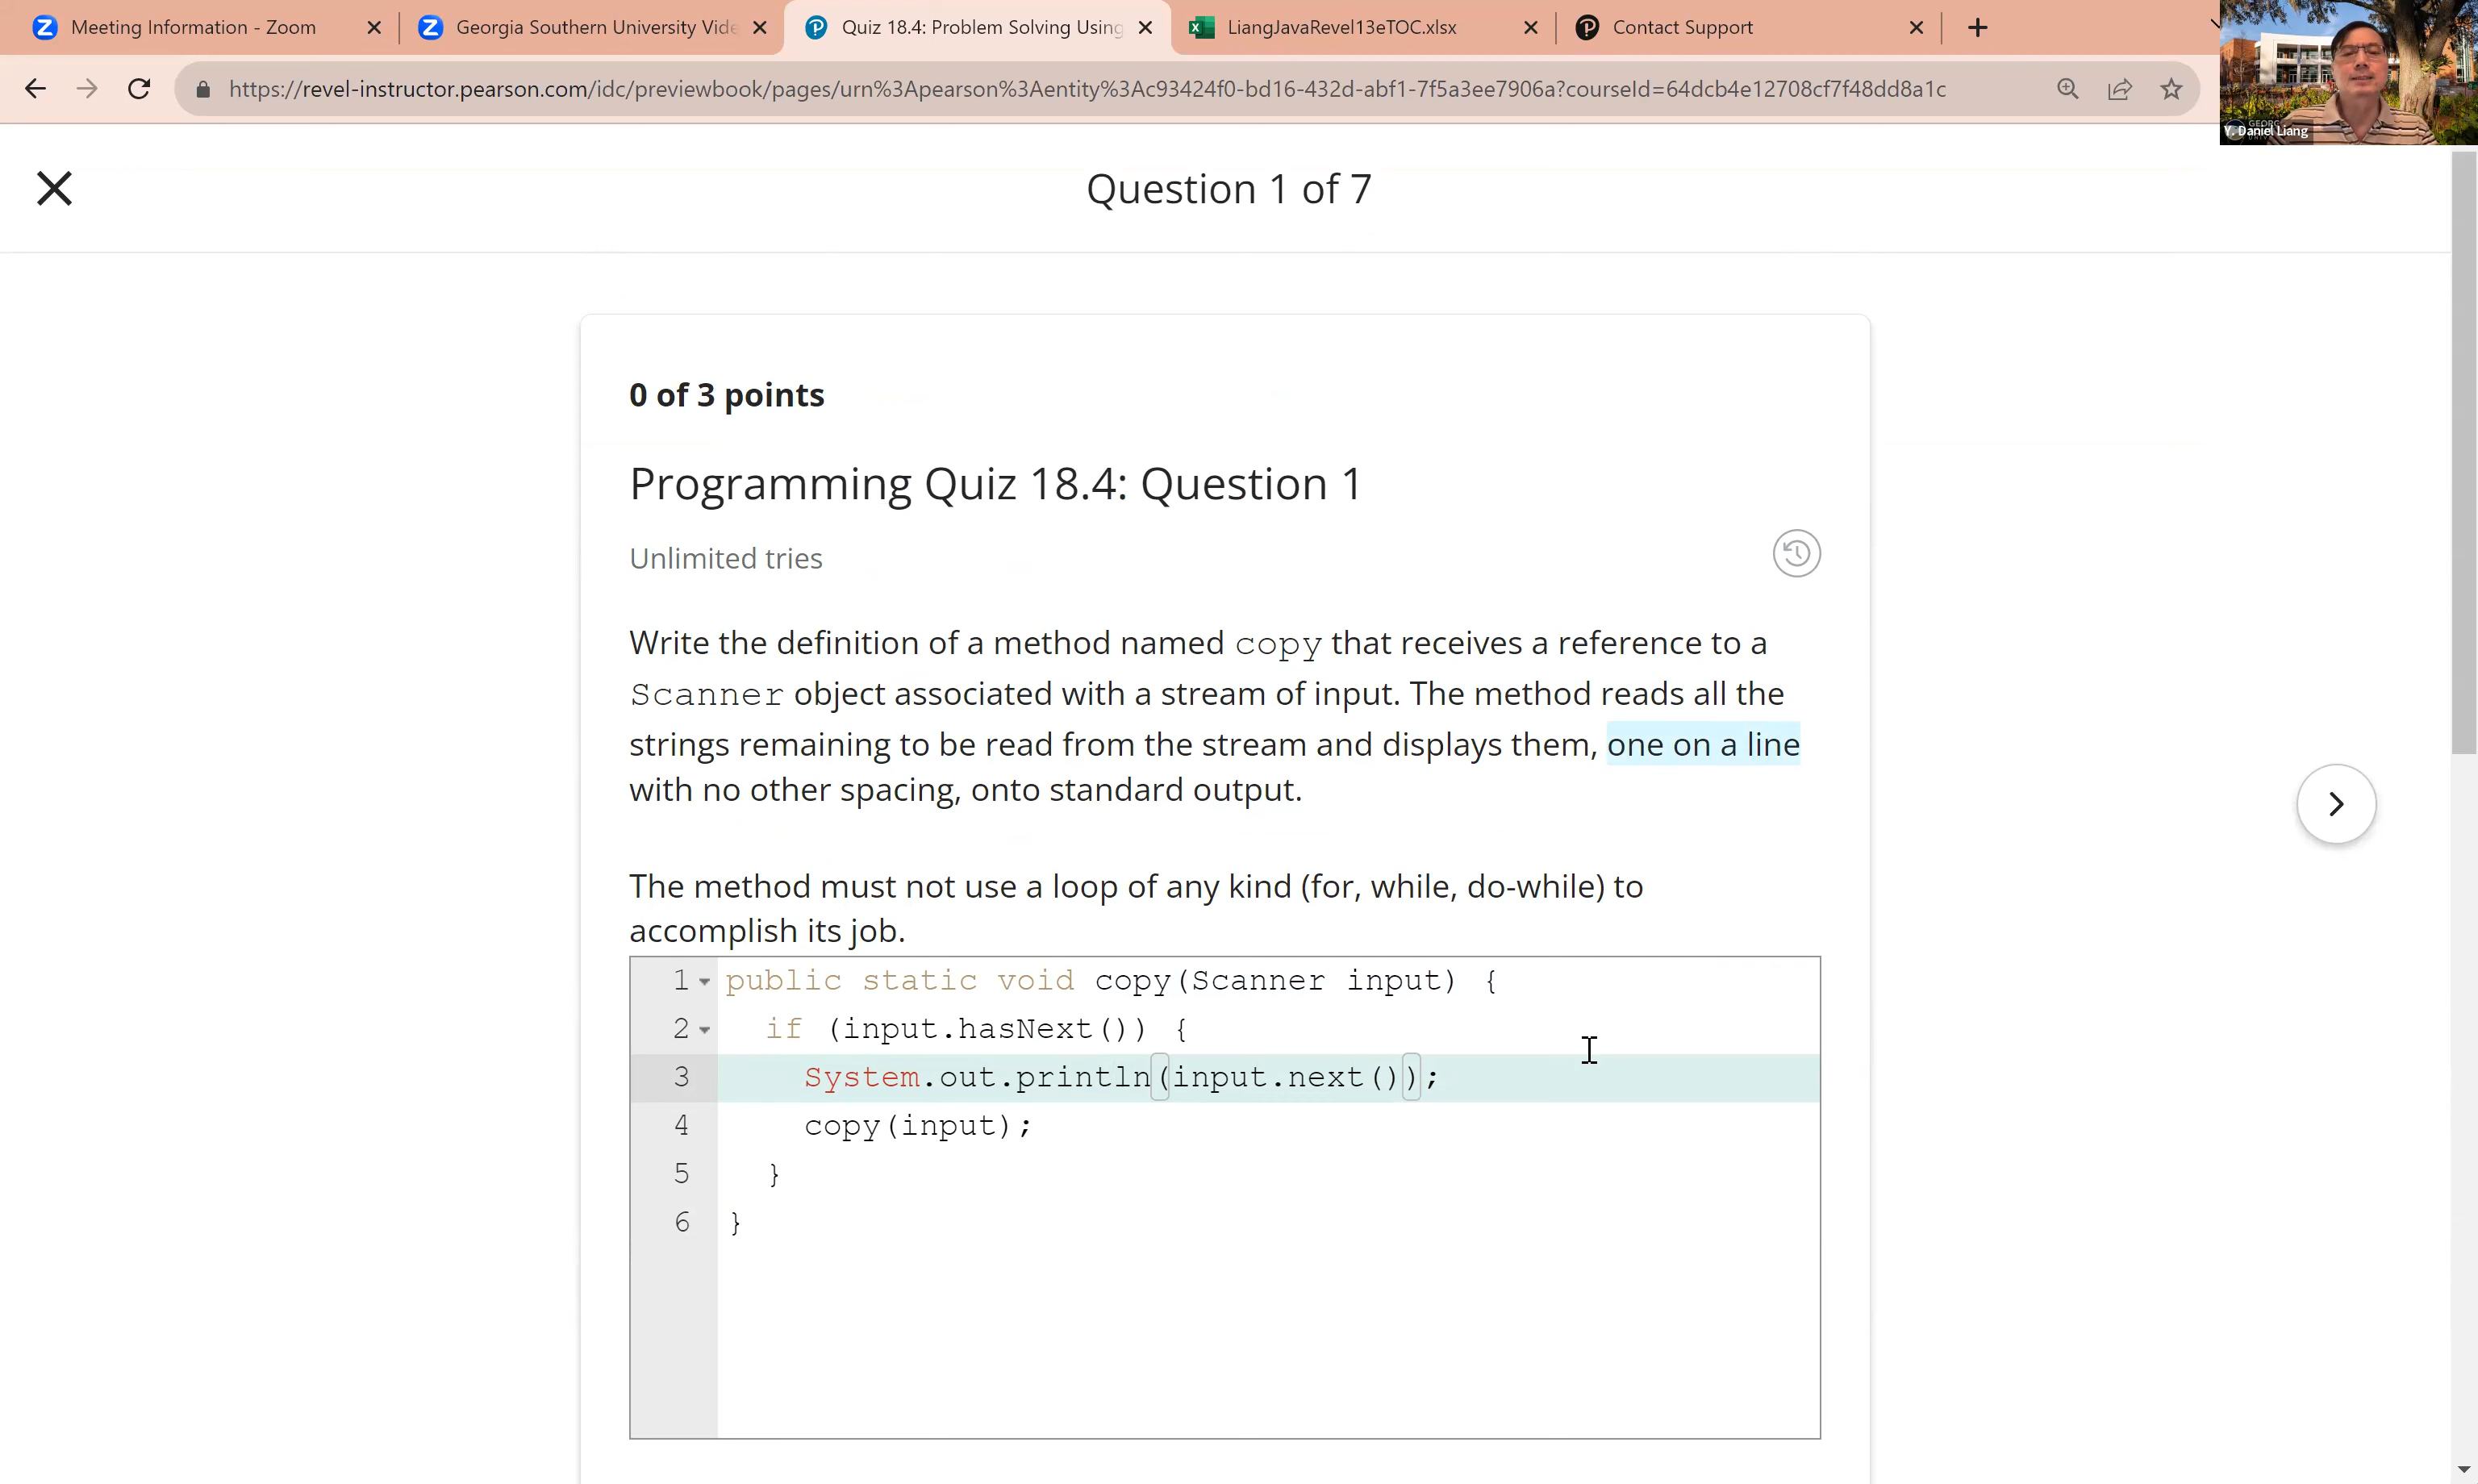 Meeting Information - Zoom
Georgia Southern University Vide
Quiz 18.4: Problem Solving Using
LiangJavaRevel13eTOC.xlsx
Contact Support
https://revel-instructor.pearson.com/idc/previewbook/pages/urn%3Apearson%3Aentity%3Ac93424f0-bd16-432d-abf1-7f5a3ee7906a?courseId=64dcb4e12708cf7f48dd8a1c
Y. Daniel Liang
Question 1 of 7
0 of 3 points
Programming Quiz 18.4: Question 1
Unlimited tries
Write the definition of a method named copy that receives a reference to a
Scanner object associated with a stream of input. The method reads all the
strings remaining to be read from the stream and displays them, one on a line
with no other spacing, onto standard output.
The method must not use a loop of any kind (for, while, do-while) to
accomplish its job.
1 public static void copy(Scanner input) {
2 if (input.hasNext()) {
3 System.out.println(input.next());
4 copy(input);
5 }
6 }